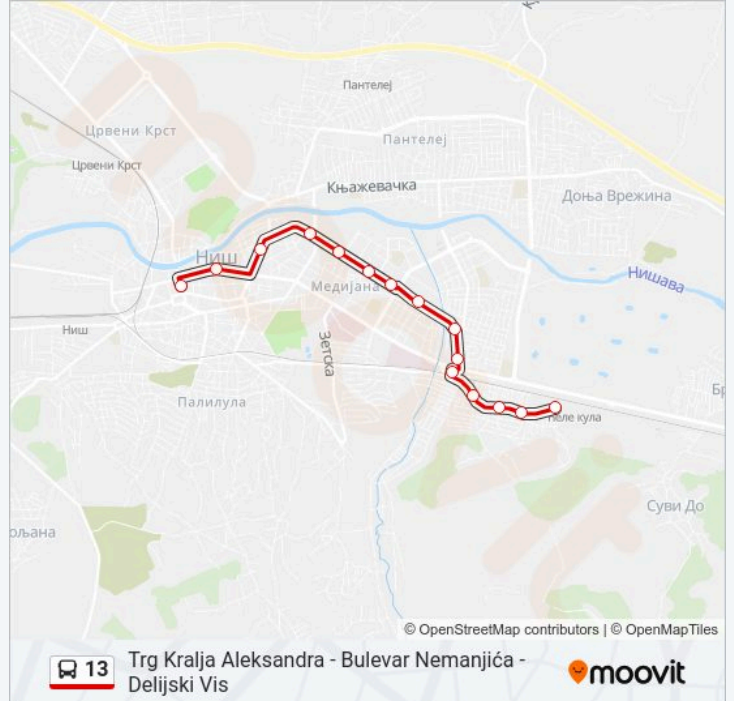 Пантелеј
Црвени Крст
Пантелеј
Црвени Крст
Књажевачка
Доња Врежина
Ниш
Нишава
Медијана
Ниш
Зетска
Палилула
Ћеле кула
Суви До
© OpenStreetMap contributors | © OpenMapTiles
13
Trg Kralja Aleksandra - Bulevar Nemanjića -
Delijski Vis
moovit